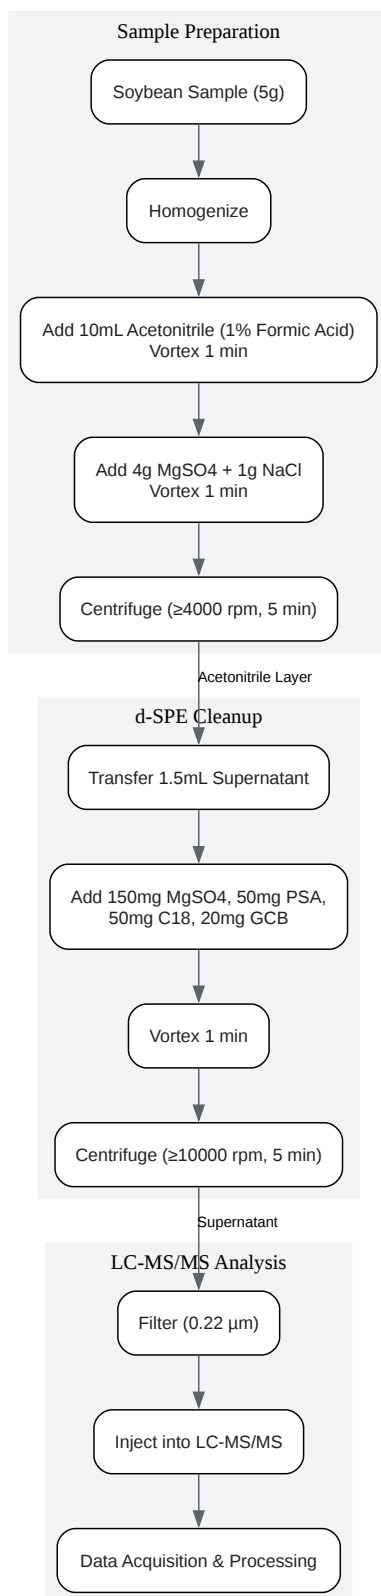 Sample Preparation
Soybean Sample (5g)
Homogenize
Add 10mL Acetonitrile (1% Formic Acid)
Vortex 1 min
Add 4g MgSO4 + 1g NaCl
Vortex 1 min
Centrifuge (≥4000 rpm, 5 min)
Acetonitrile Layer
d-SPE Cleanup
Transfer 1.5mL Supernatant
Add 150mg MgSO4, 50mg PSA,
50mg C18, 20mg GCB
Vortex 1 min
Centrifuge (≥10000 rpm, 5 min)
Supernatant
LC-MS/MS Analysis
Filter (0.22 µm)
Inject into LC-MS/MS
Data Acquisition & Processing